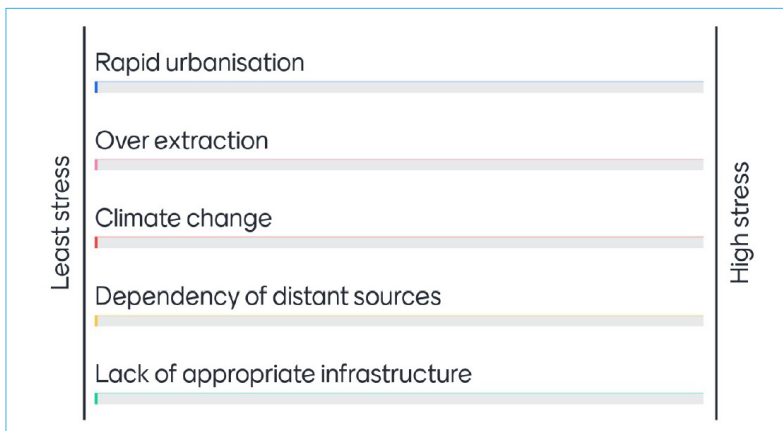 Rapid urbanisation
Over extraction
Climate change
Dependency of distant sources
Lack of appropriate infrastructure
Least stress
High stress